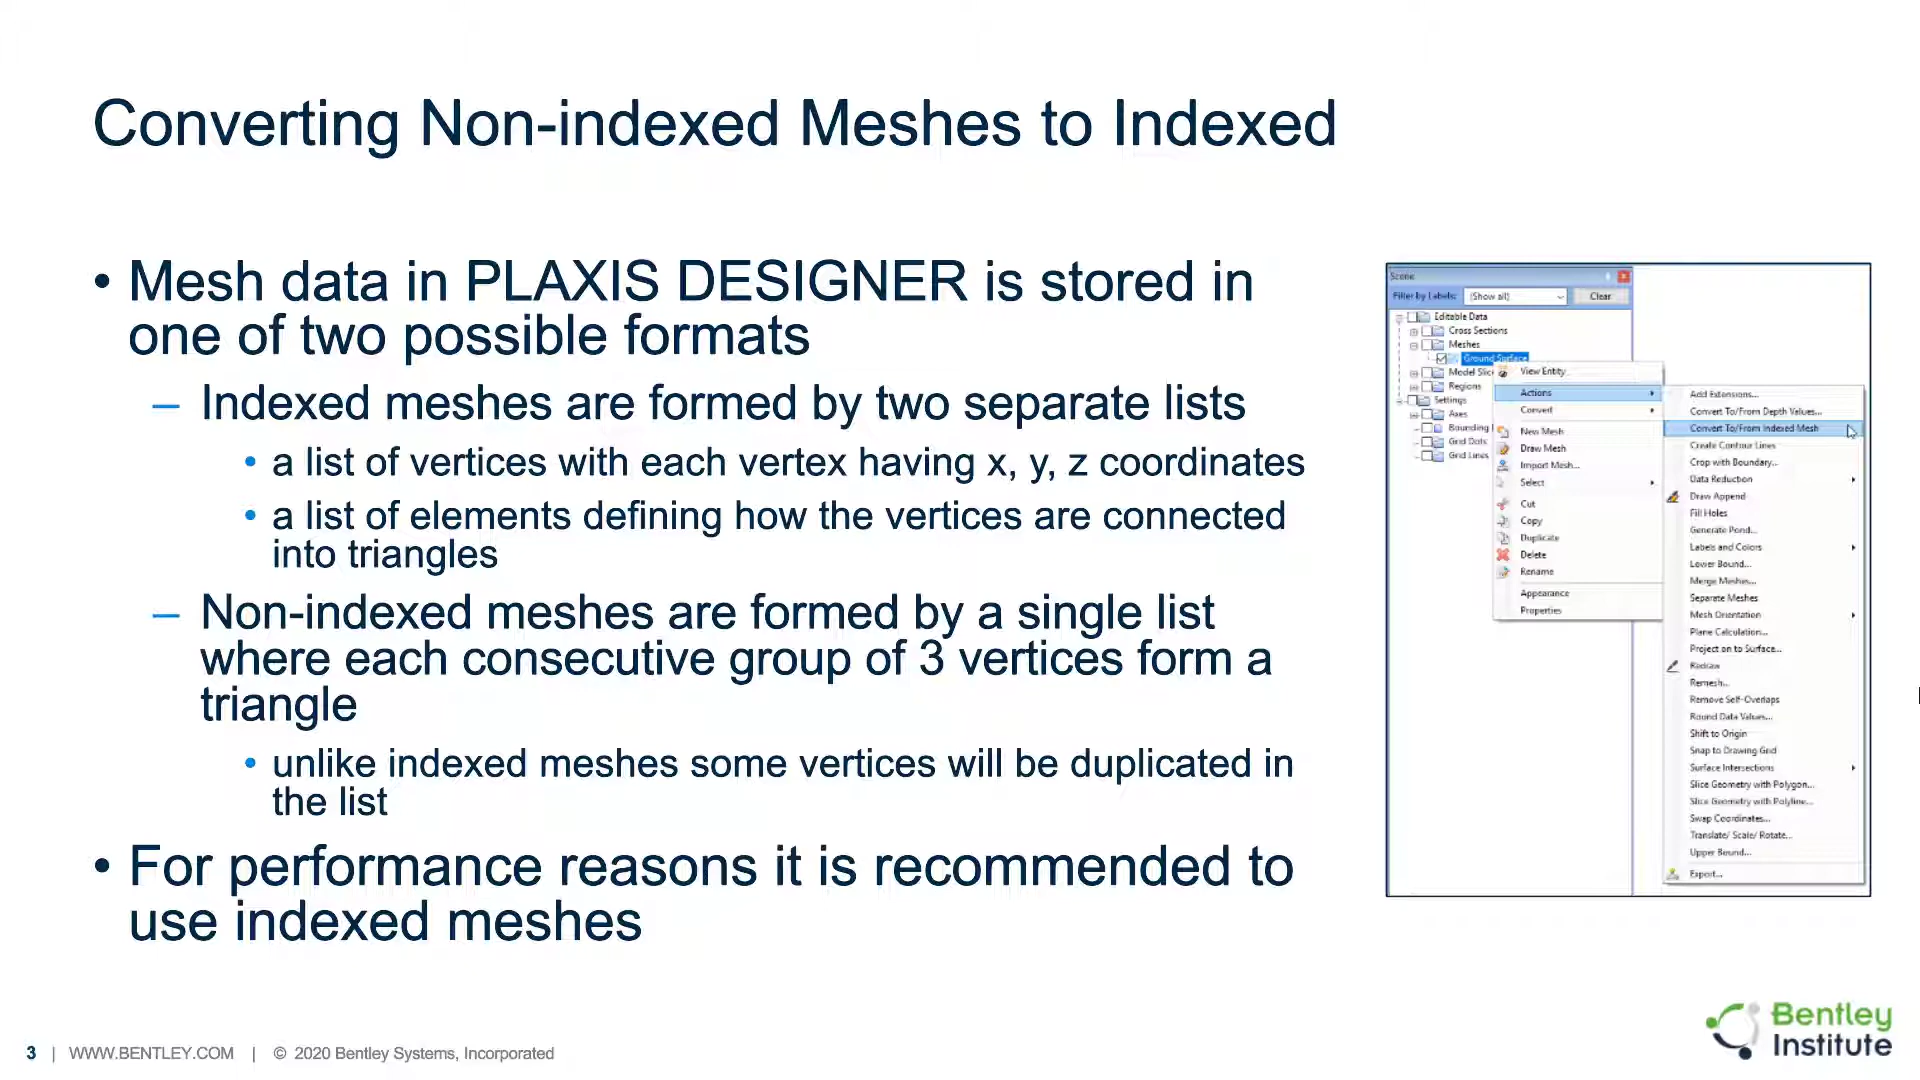 Converting Non-indexed Meshes to Indexed
• Mesh data in PLAXIS DESIGNER is stored in
one of two possible formats
– Indexed meshes are formed by two separate lists
• a list of vertices with each vertex having x, y, z coordinates
• a list of elements defining how the vertices are connected
into triangles
– Non-indexed meshes are formed by a single list
where each consecutive group of 3 vertices form a
triangle
• unlike indexed meshes some vertices will be duplicated in
the list
• For performance reasons it is recommended to
use indexed meshes
Scene
Filter by Labels: (Show all) Clear
Editable Data
Cross Sections
Meshes
Ground Surface
Model Slic
Regions
Settings
Axes
Bounding
Grid Dots
Grid Lines
View Entity
Actions
Convert
New Mesh
Draw Mesh
Import Mesh...
Select
Cut
Copy
Duplicate
Delete
Rename
Appearance
Properties
Add Extensions...
Convert To/From Depth Values...
Convert To/From Indexed Mesh
Create Contour Lines
Crop with Boundary...
Data Reduction
Draw Append
Fill Holes
Generate Pond...
Labels and Colors
Lower Bound...
Merge Meshes...
Separate Meshes
Mesh Orientation
Plane Calculation...
Project on to Surface...
Redraw
Remesh...
Remove Self-Overlaps
Round Data Values...
Shift to Origin
Snap to Drawing Grid
Surface Intersections
Slice Geometry with Polygon...
Slice Geometry with Polyline...
Swap Coordinates...
Translate/ Scale/ Rotate...
Upper Bound...
Export...
3 | WWW.BENTLEY.COM | © 2020 Bentley Systems, Incorporated
Bentley
Institute